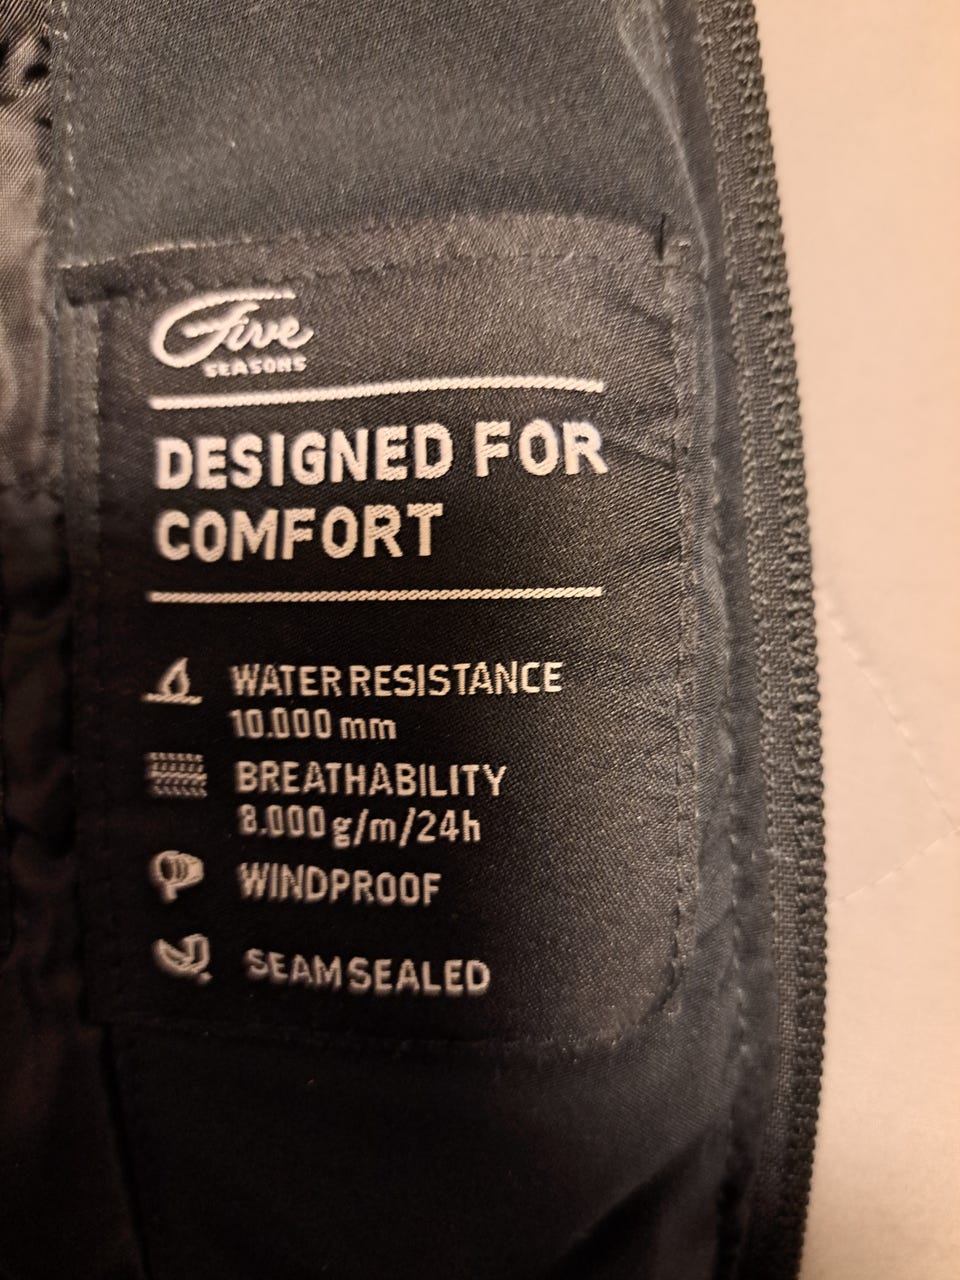 Five
SEASONS
DESIGNED FOR
COMFORT
WATER RESISTANCE
10.000 mm
BREATHABILITY
8.000 g/m/24h
WINDPROOF
SEAM SEALED